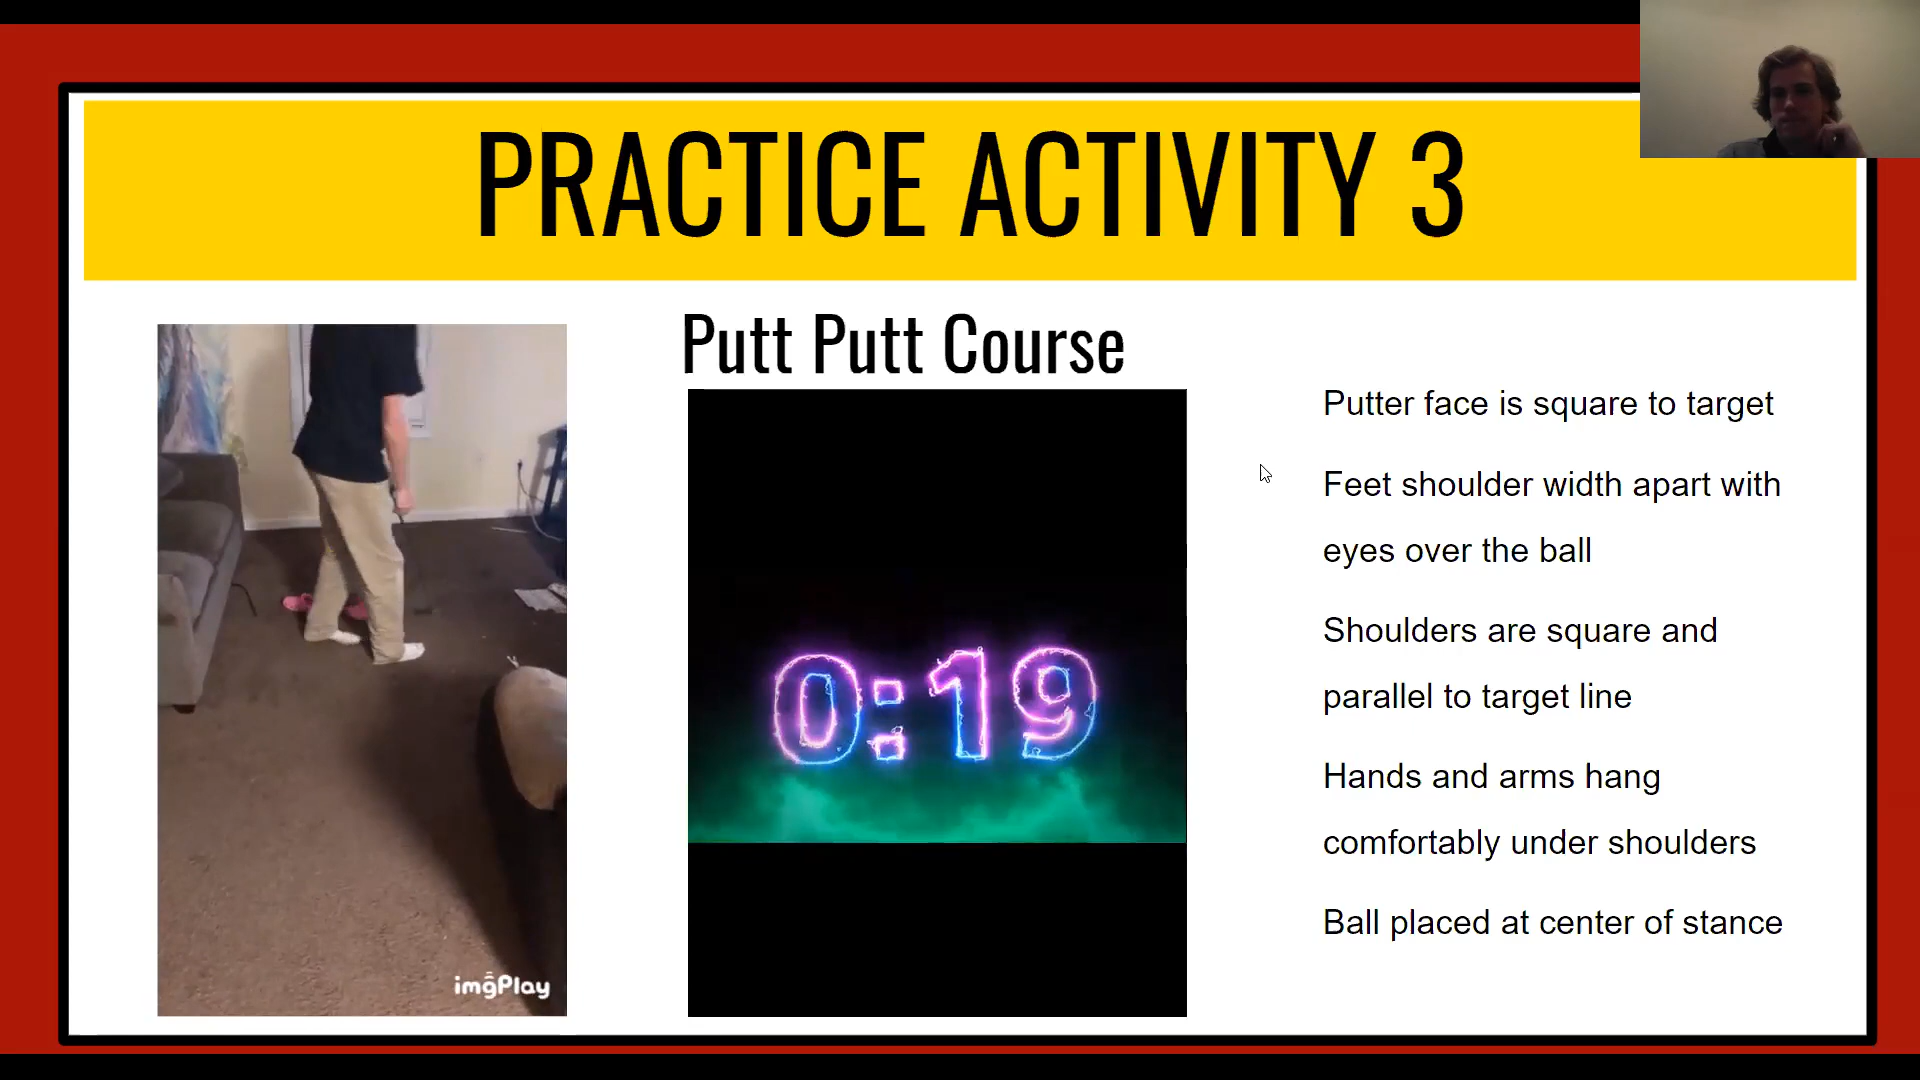 PRACTICE ACTIVITY 3
Putt Putt Course
0:19
Putter face is square to target
Feet shoulder width apart with
eyes over the ball
Shoulders are square and
parallel to target line
Hands and arms hang
comfortably under shoulders
Ball placed at center of stance
imgPlay